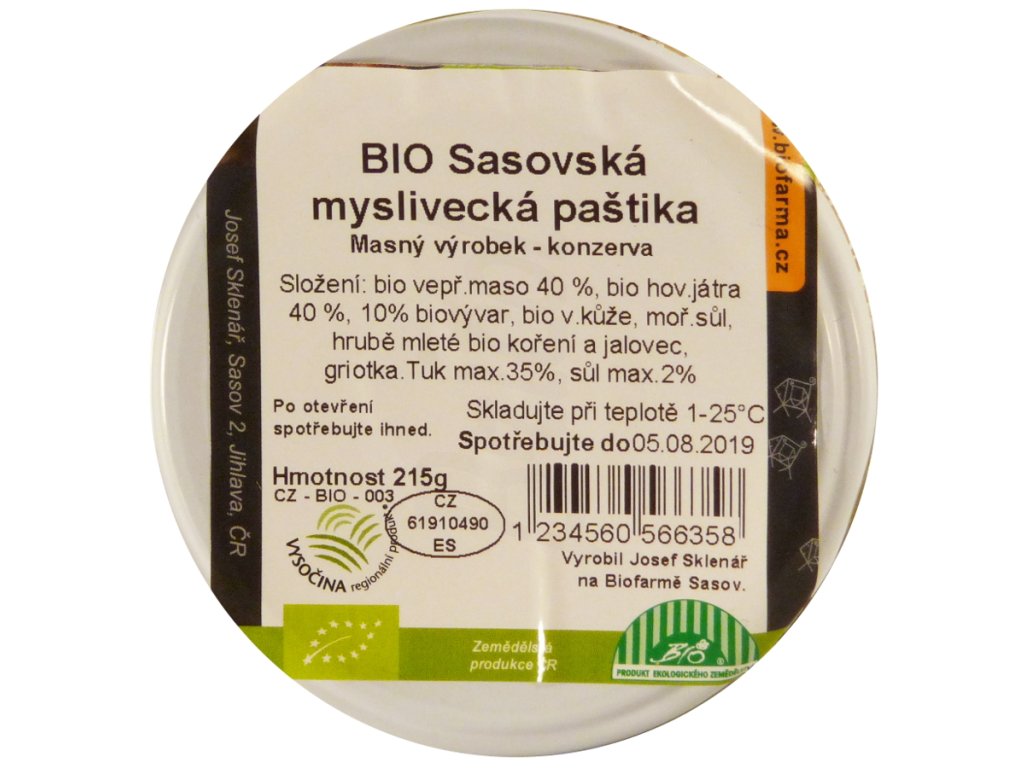 BIO Sasovská
myslivecká paštika
Masný výrobek - konzerva
Složení: bio vepř.maso 40 %, bio hov.játra
40 %, 10% biovývar, bio v.kůže, moř.sůl,
hrubě mleté bio koření a jalovec,
griotka.Tuk max.35%, sůl max.2%
Po otevření
spotřebujte ihned.
Skladujte při teplotě 1-25°C
Spotřebujte do05.08.2019
Hmotnost 215g
CZ - BIO - 003
CZ
61910490
ES
1 234560 566358
Vyrobil Josef Sklenář
na Biofarmě Sasov.
VYSOČINA regionální produkt
Zemědělská
produkce ČR
BIO ®
PRODUKT EKOLOGICKÉHO
Josef Sklenář, Sasov 2, Jihlava, ČR
w.biofarma.cz